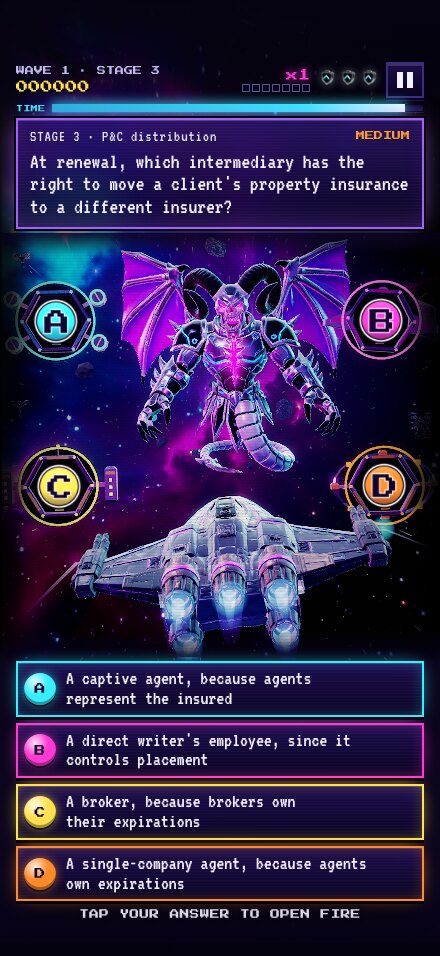 WAVE 1 · STAGE 3
000000
x1
TIME
STAGE 3 · P&C distribution
MEDIUM
At renewal, which intermediary has the
right to move a client's property insurance
to a different insurer?
A
B
C
D
A
A captive agent, because agents
represent the insured
B
A direct writer's employee, since it
controls placement
C
A broker, because brokers own
their expirations
D
A single-company agent, because agents
own expirations
TAP YOUR ANSWER TO OPEN FIRE